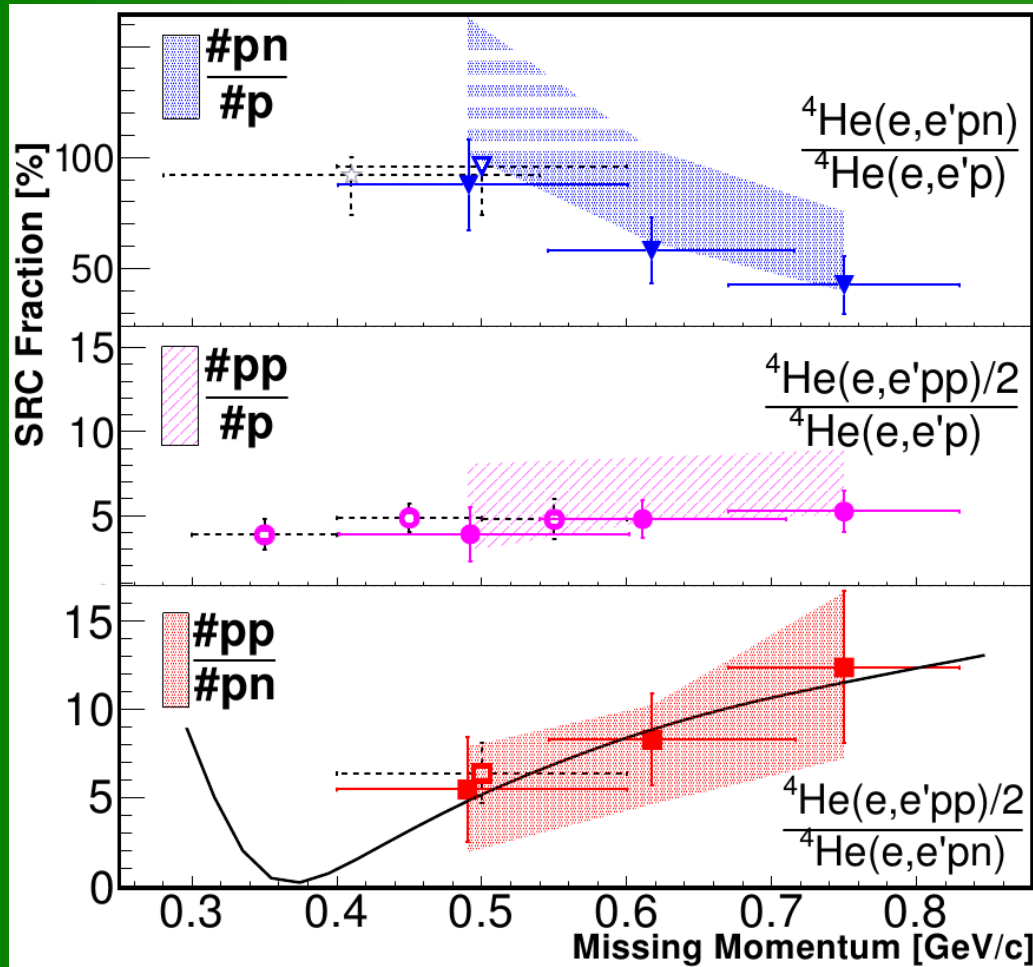 SRC Fraction [%]
#pn
#p
⁴He(e,e'pn)
⁴He(e,e'p)
100
50
#pp
#p
⁴He(e,e'pp)/2
⁴He(e,e'p)
15
10
5
#pp
#pn
⁴He(e,e'pp)/2
⁴He(e,e'pn)
15
10
5
0
0.3 0.4 0.5 0.6 0.7 0.8
Missing Momentum [GeV/c]